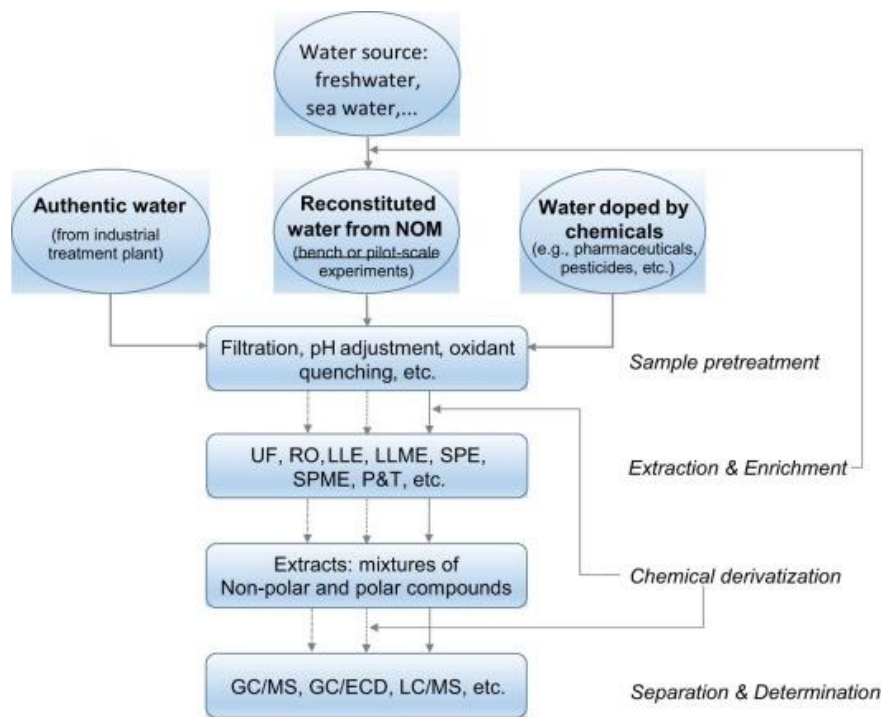 Water source:
freshwater,
sea water,...
Authentic water
(from industrial
treatment plant)
Reconstituted
water from NOM
(bench or pilot-scale
experiments)
Water doped by
chemicals
(e.g., pharmaceuticals,
pesticides, etc.)
Filtration, pH adjustment, oxidant
quenching, etc.
Sample pretreatment
UF, RO, LLE, LLME, SPE,
SPME, P&T, etc.
Extraction & Enrichment
Extracts: mixtures of
Non-polar and polar compounds
Chemical derivatization
GC/MS, GC/ECD, LC/MS, etc.
Separation & Determination